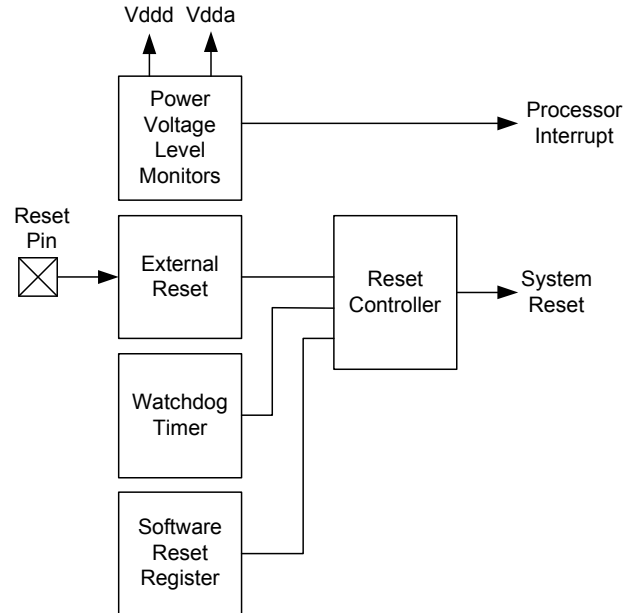 Vddd Vdda
Power
Voltage
Level
Monitors
Processor
Interrupt
Reset
Pin
External
Reset
Reset
Controller
System
Reset
Watchdog
Timer
Software
Reset
Register